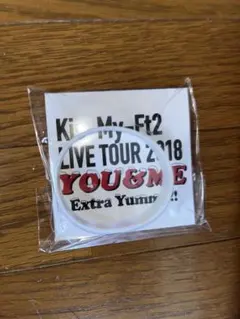 Kis-My-Ft2
LIVE TOUR 2018
YOU&ME
Extra Yummy!!